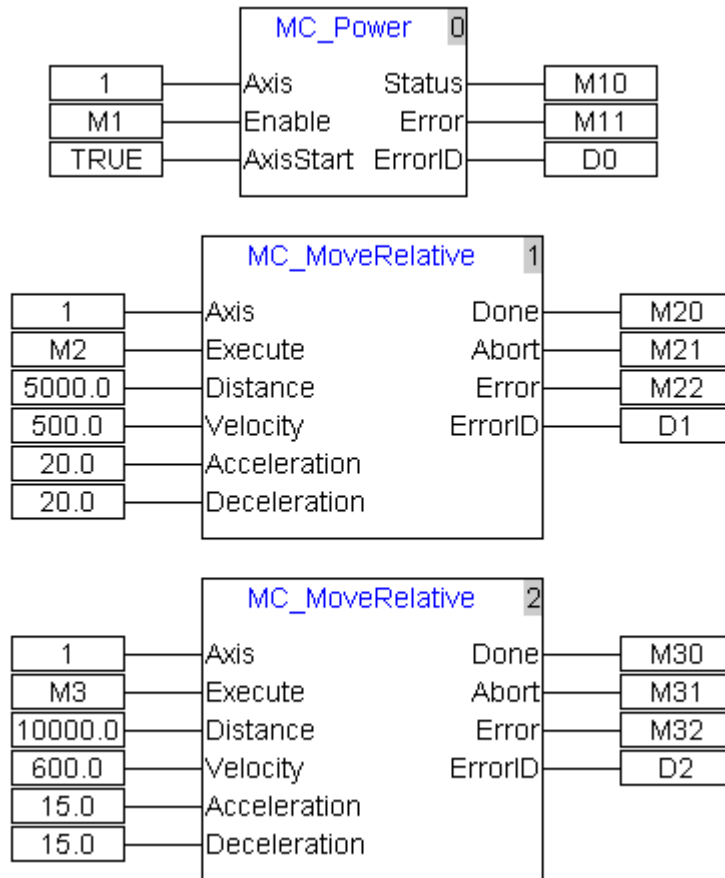 MC_Power 0
1 Axis Status M10
M1 Enable Error M11
TRUE AxisStart ErrorID D0
MC_MoveRelative 1
1 Axis Done M20
M2 Execute Abort M21
5000.0 Distance Error M22
500.0 Velocity ErrorID D1
20.0 Acceleration
20.0 Deceleration
MC_MoveRelative 2
1 Axis Done M30
M3 Execute Abort M31
10000.0 Distance Error M32
600.0 Velocity ErrorID D2
15.0 Acceleration
15.0 Deceleration